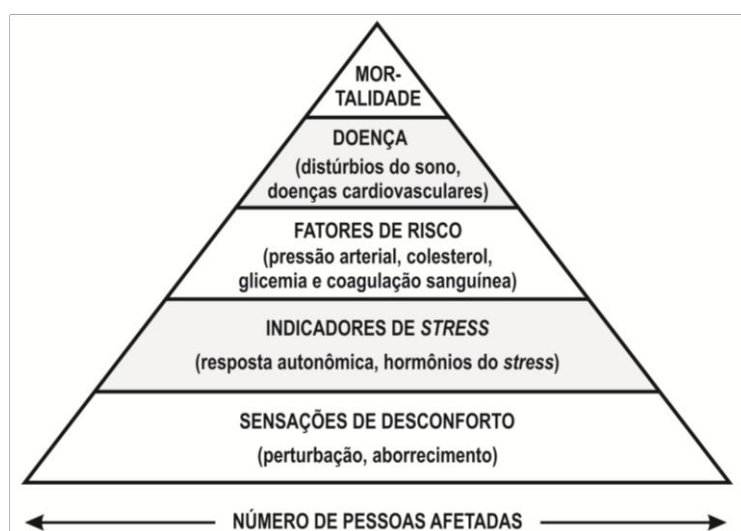 MOR-
TALIDADE
DOENÇA
(distúrbios do sono,
doenças cardiovasculares)
FATORES DE RISCO
(pressão arterial, colesterol,
glicemia e coagulação sanguínea)
INDICADORES DE STRESS
(resposta autonômica, hormônios do stress)
SENSAÇÕES DE DESCONFORTO
(perturbação, aborrecimento)
NÚMERO DE PESSOAS AFETADAS